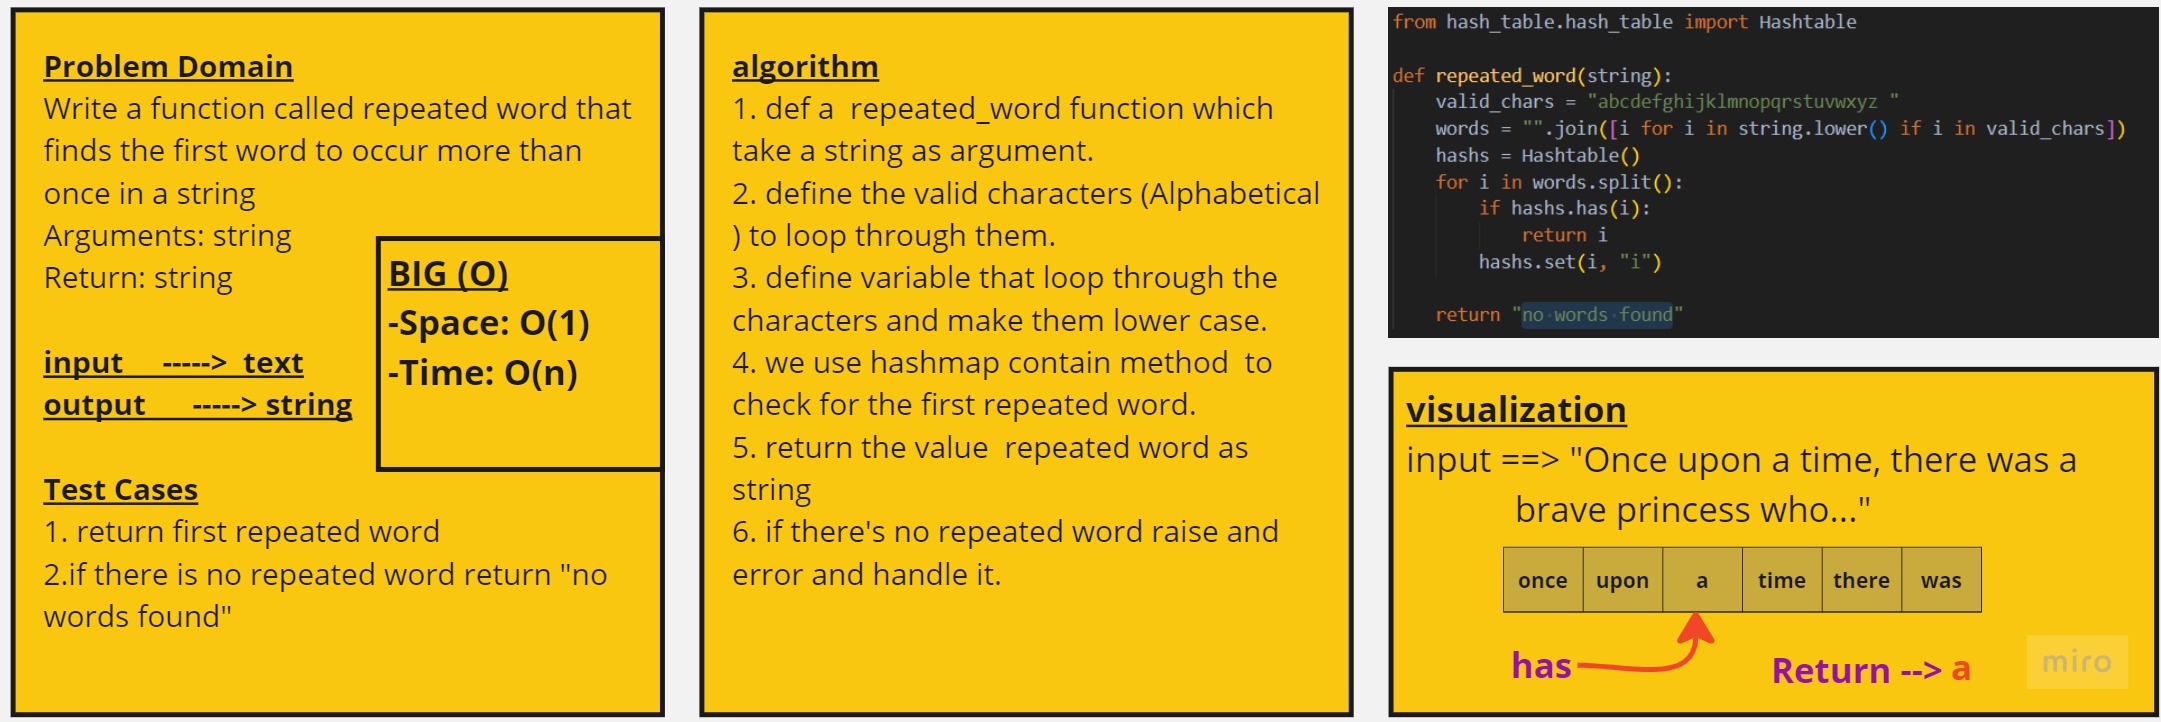 Problem Domain
Write a function called repeated word that
finds the first word to occur more than
once in a string
Arguments: string
Return: string
input -----> text
output -----> string
BIG (O)
-Space: O(1)
-Time: O(n)
Test Cases
1. return first repeated word
2.if there is no repeated word return "no
words found"
algorithm
1. def a repeated_word function which
take a string as argument.
2. define the valid characters (Alphabetical
) to loop through them.
3. define variable that loop through the
characters and make them lower case.
4. we use hashmap contain method to
check for the first repeated word.
5. return the value repeated word as
string
6. if there's no repeated word raise and
error and handle it.
from hash_table.hash_table import Hashtable
def repeated_word(string):
    valid_chars = "abcdefghijklmnopqrstuvwxyz "
    words = "".join([i for i in string.lower() if i in valid_chars])
    hashs = Hashtable()
    for i in words.split():
        if hashs.has(i):
            return i
        hashs.set(i, "i")
    return "no words found"
visualization
input ==> "Once upon a time, there was a
brave princess who..."
once upon a time there was
has
Return --> a
miro